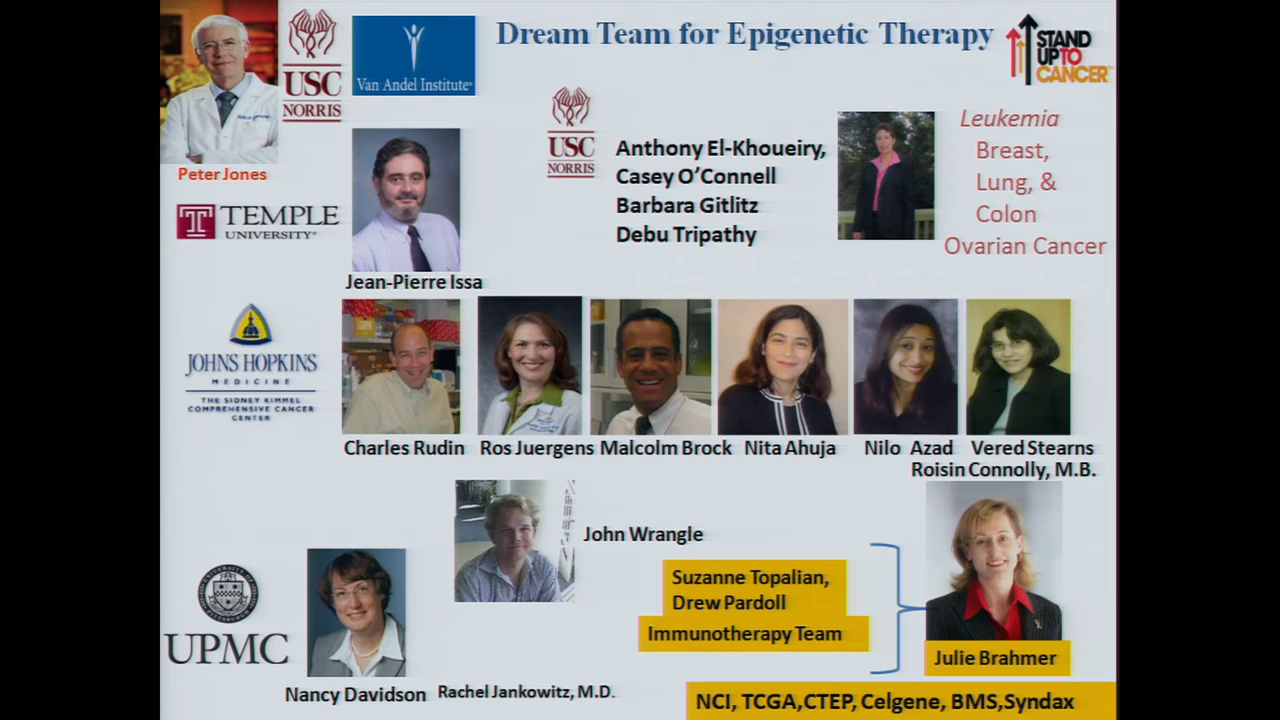 Dream Team for Epigenetic Therapy
STAND
UPTO
CANCER
USC
NORRIS
Van Andel Institute
Peter Jones
USC
NORRIS
Anthony El-Khoueiry,
Casey O'Connell
Barbara Gitlitz
Debu Tripathy
Leukemia
Breast,
Lung, &
Colon
Ovarian Cancer
TEMPLE
UNIVERSITY®
Jean-Pierre Issa
JOHNS HOPKINS
MEDICINE
THE SIDNEY KIMMEL
COMPREHENSIVE CANCER
CENTER
Charles Rudin
Ros Juergens
Malcolm Brock
Nita Ahuja
Nilo Azad
Vered Stearns
Roisin Connolly, M.B.
John Wrangle
Suzanne Topalian,
Drew Pardoll
Immunotherapy Team
Julie Brahmer
UPMC
Nancy Davidson
Rachel Jankowitz, M.D.
NCI, TCGA,CTEP, Celgene, BMS,Syndax